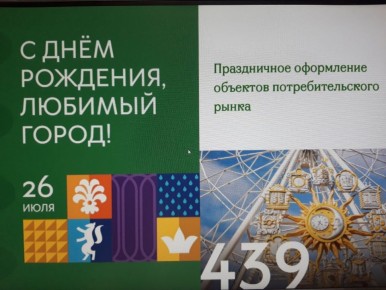 С ДНЁМ
РОЖДЕНИЯ,
ЛЮБИМЫЙ
ГОРОД!
26
ИЮЛЯ
Праздничное оформление
объектов потребительского
рынка
439